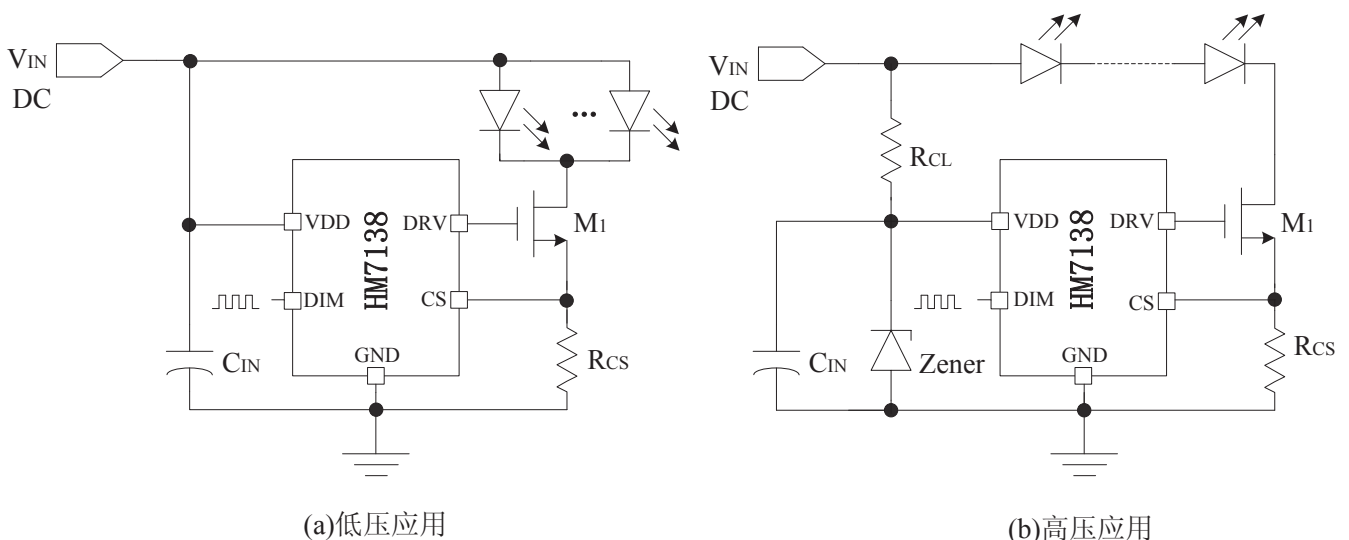 VIN
DC
VDD
DRV
M1
HM7138
DIM
CS
GND
CIN
RCS
...
(a)低压应用
VIN
DC
RCL
VDD
DRV
M1
HM7138
DIM
CS
GND
CIN
Zener
RCS
(b)高压应用